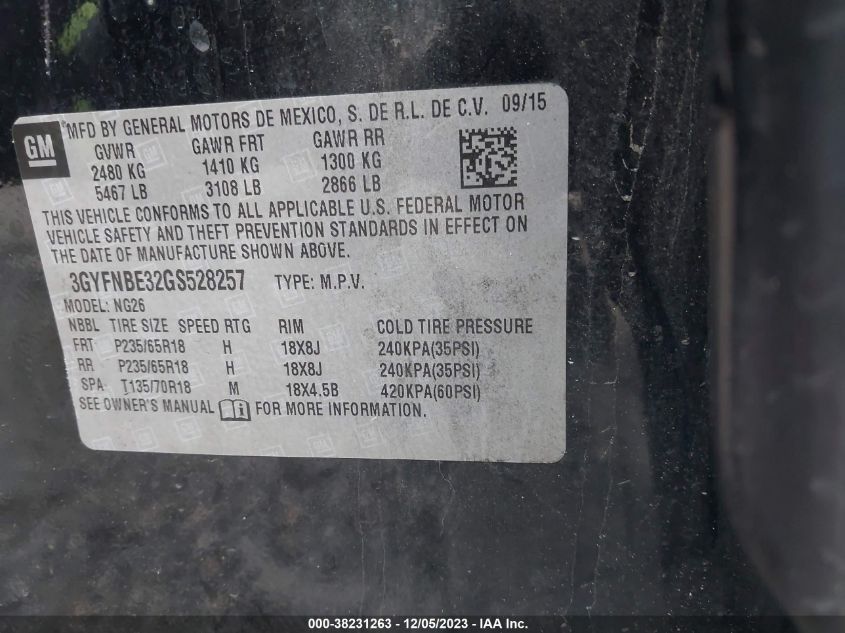 GM
MFD BY GENERAL MOTORS DE MEXICO, S. DE R.L. DE C.V. 09/15
GVWR GAWR FRT GAWR RR
2480 KG 1410 KG 1300 KG
5467 LB 3108 LB 2866 LB
THIS VEHICLE CONFORMS TO ALL APPLICABLE U.S. FEDERAL MOTOR
VEHICLE SAFETY AND THEFT PREVENTION STANDARDS IN EFFECT ON
THE DATE OF MANUFACTURE SHOWN ABOVE.
3GYFNBE32GS528257 TYPE: M.P.V.
MODEL: NG26
NBBL TIRE SIZE SPEED RTG RIM COLD TIRE PRESSURE
FRT P235/65R18 H 18X8J 240KPA(35PSI)
RR P235/65R18 H 18X8J 240KPA(35PSI)
SPA T135/70R18 M 18X4.5B 420KPA(60PSI)
SEE OWNER'S MANUAL FOR MORE INFORMATION.
000-38231263 - 12/05/2023 - IAA Inc.